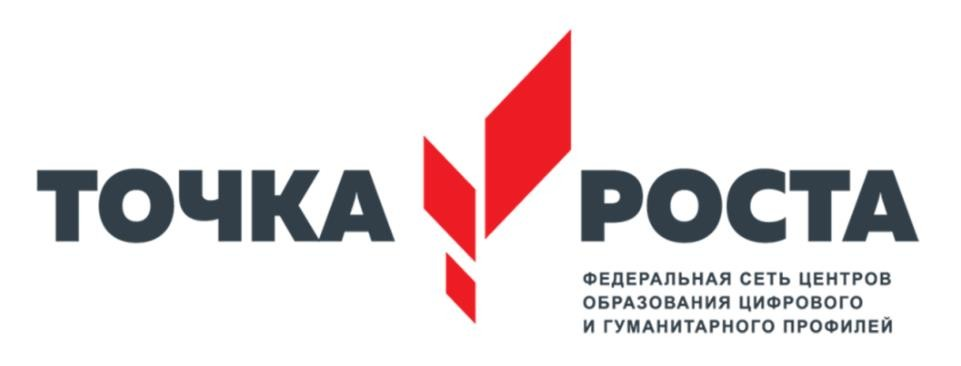 ТОЧКА РОСТА
ФЕДЕРАЛЬНАЯ СЕТЬ ЦЕНТРОВ
ОБРАЗОВАНИЯ ЦИФРОВОГО
И ГУМАНИТАРНОГО ПРОФИЛЕЙ